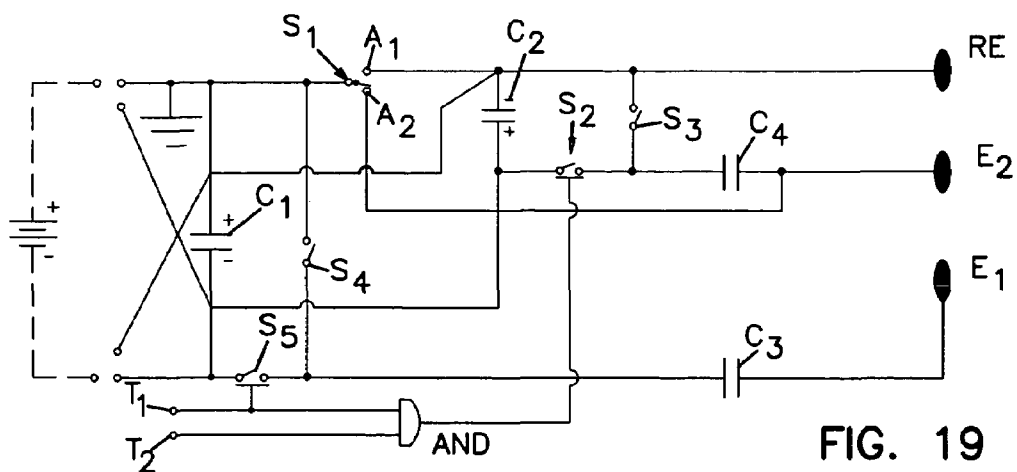 S1 A1 C2 RE
A2 S2 S3 C4 E2
+ C1 +
- S4 - E1
S5 C3
T1
T2 AND
FIG. 19